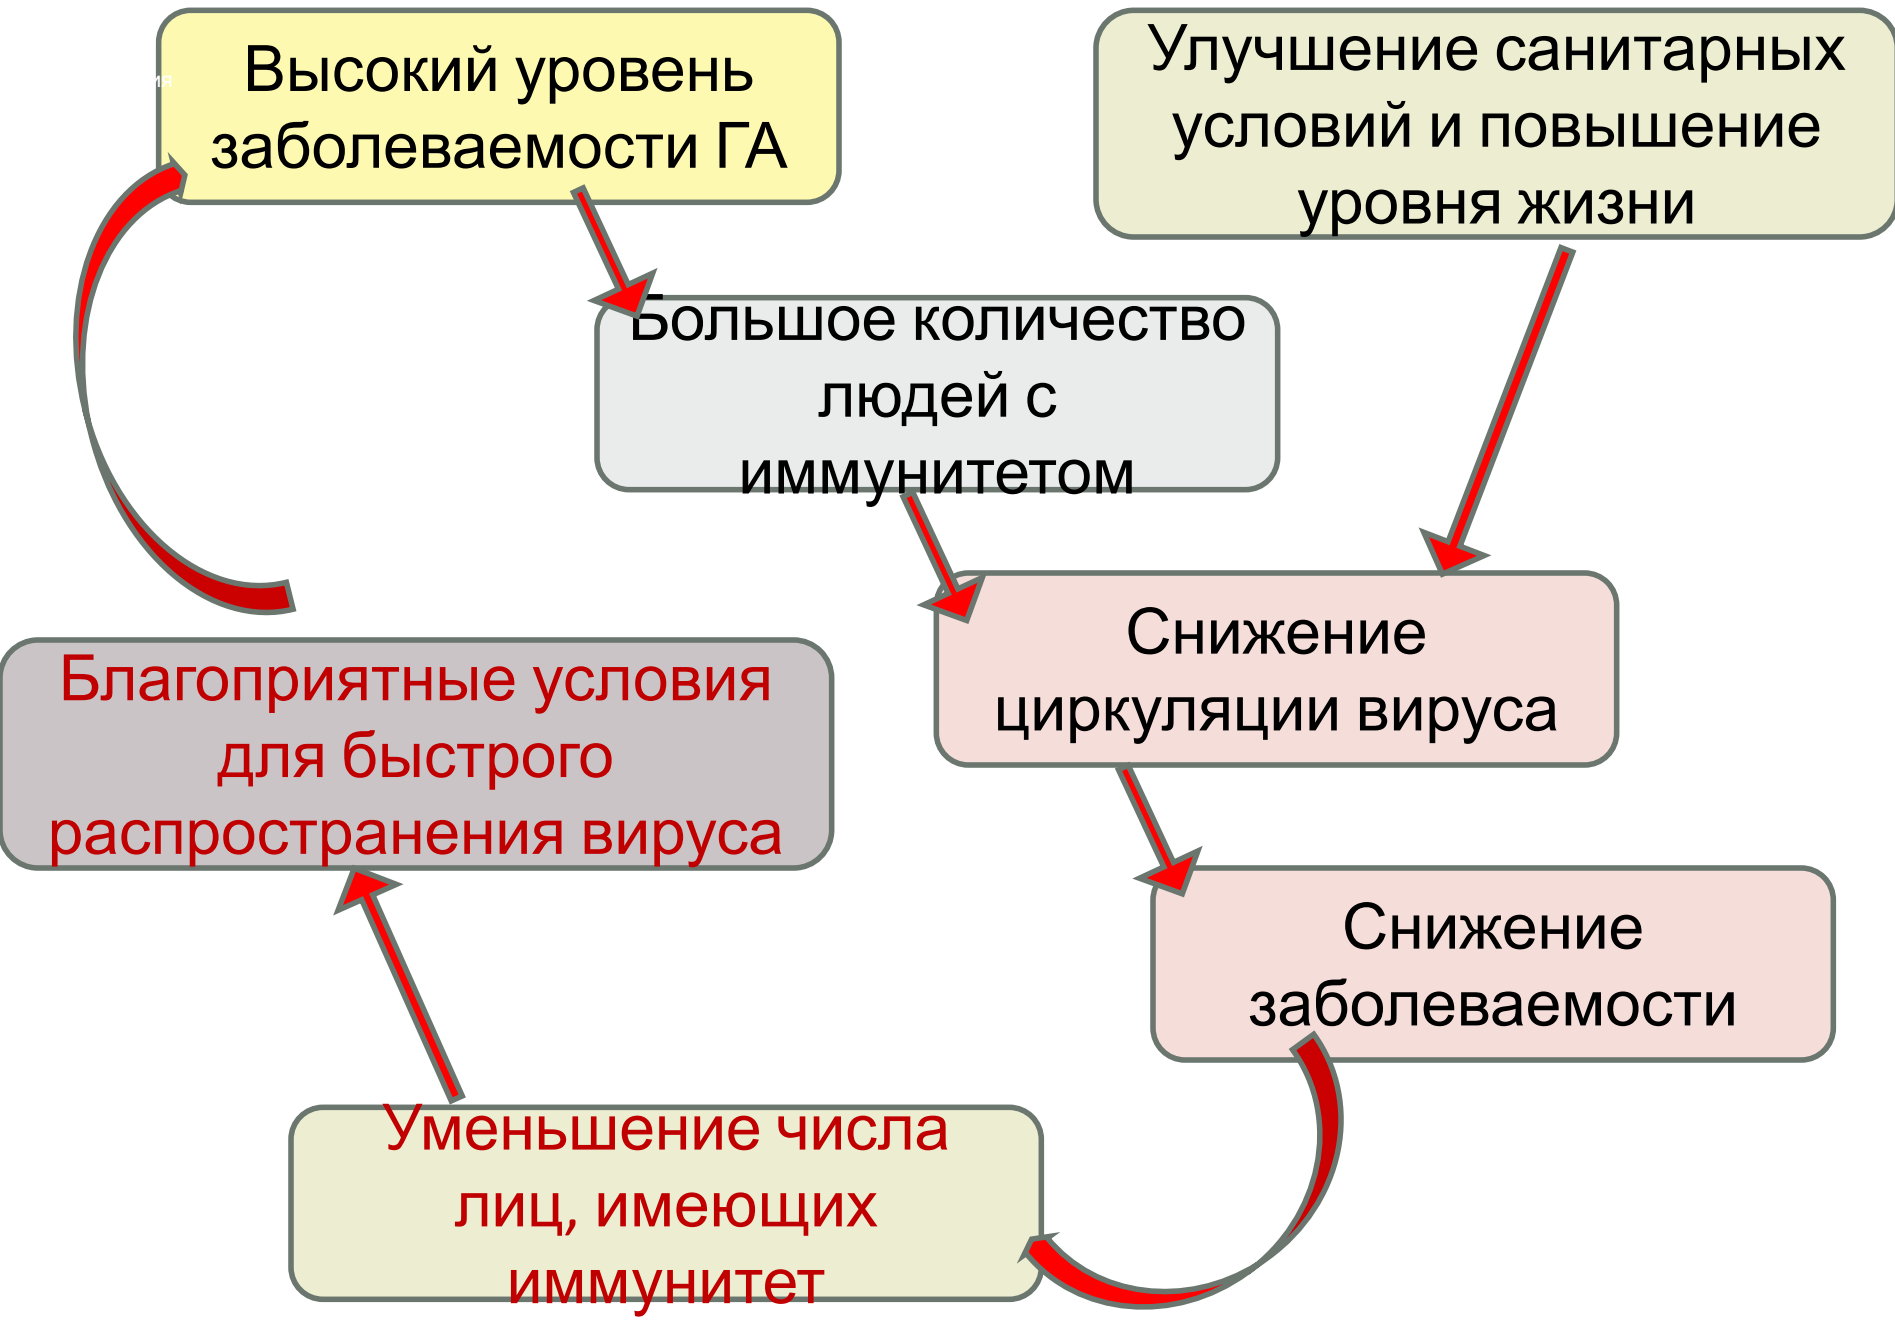 Высокий уровень
заболеваемости ГА
Улучшение санитарных
условий и повышение
уровня жизни
Большое количество
людей с
иммунитетом
Снижение
циркуляции вируса
Благоприятные условия
для быстрого
распространения вируса
Снижение
заболеваемости
Уменьшение числа
лиц, имеющих
иммунитет